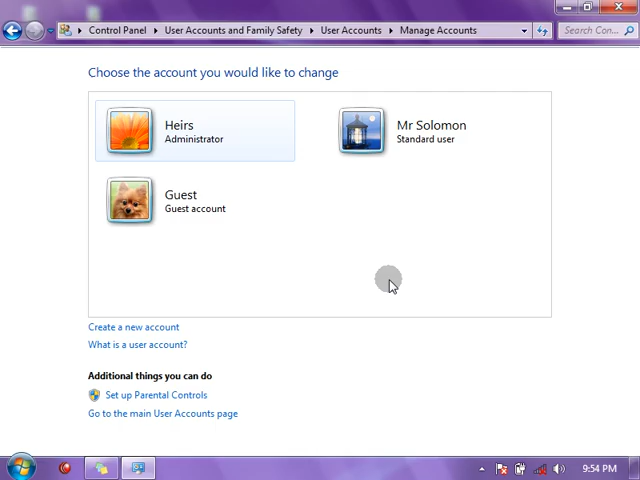 Control Panel ▸ User Accounts and Family Safety ▸ User Accounts ▸ Manage Accounts
Search Con...
Choose the account you would like to change
Heirs
Administrator
Mr Solomon
Standard user
Guest
Guest account
Create a new account
What is a user account?
Additional things you can do
Set up Parental Controls
Go to the main User Accounts page
9:54 PM